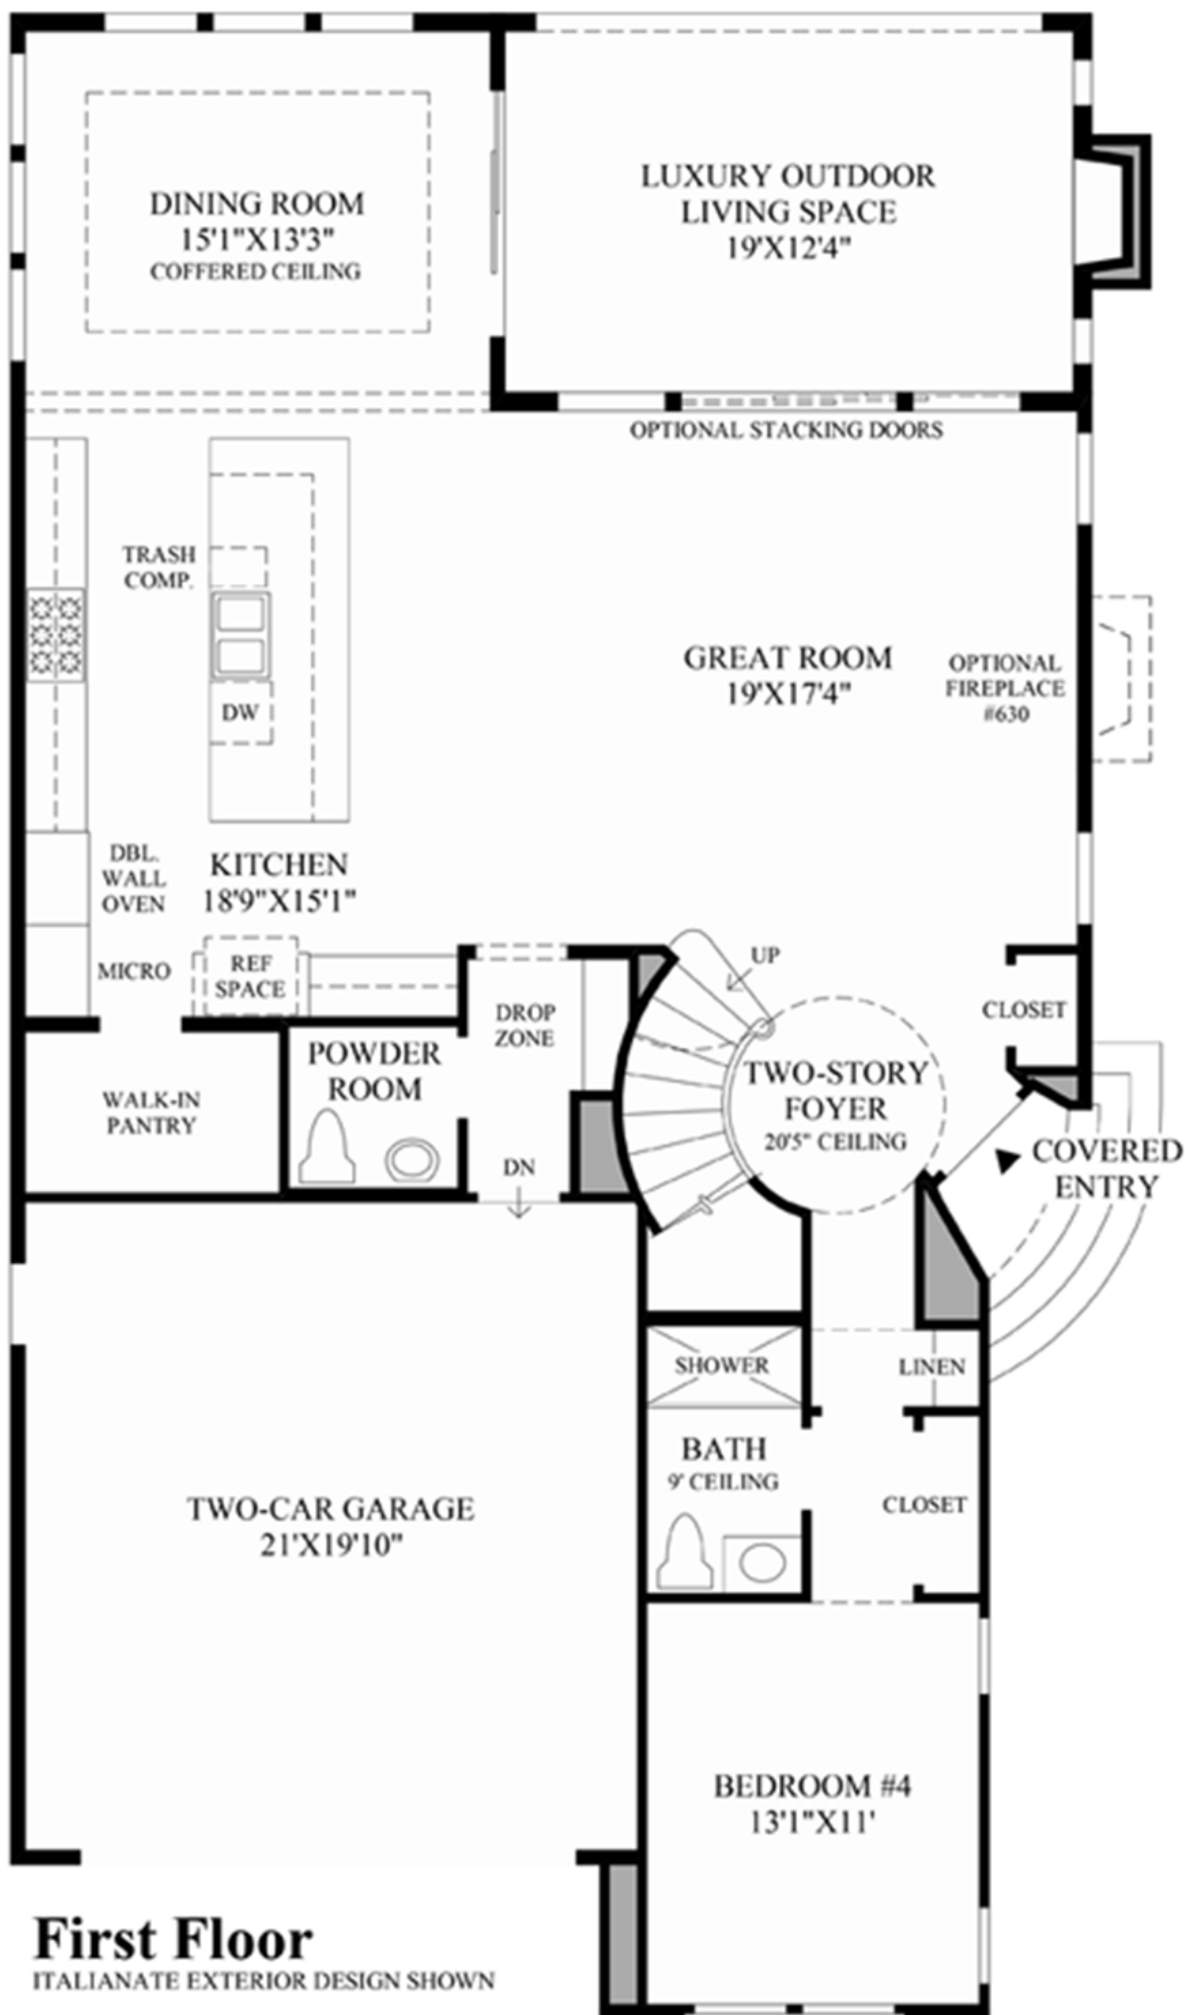 DINING ROOM
15'1"X13'3"
COFFERED CEILING
LUXURY OUTDOOR
LIVING SPACE
19'X12'4"
OPTIONAL STACKING DOORS
TRASH
COMP.
DW
GREAT ROOM
19'X17'4"
OPTIONAL
FIREPLACE
#630
DBL.
WALL
OVEN
KITCHEN
18'9"X15'1"
MICRO
REF
SPACE
UP
DROP
ZONE
CLOSET
POWDER
ROOM
TWO-STORY
FOYER
20'5" CEILING
WALK-IN
PANTRY
DN
COVERED
ENTRY
SHOWER
LINEN
BATH
9' CEILING
CLOSET
TWO-CAR GARAGE
21'X19'10"
BEDROOM #4
13'1"X11'
First Floor
ITALIANATE EXTERIOR DESIGN SHOWN